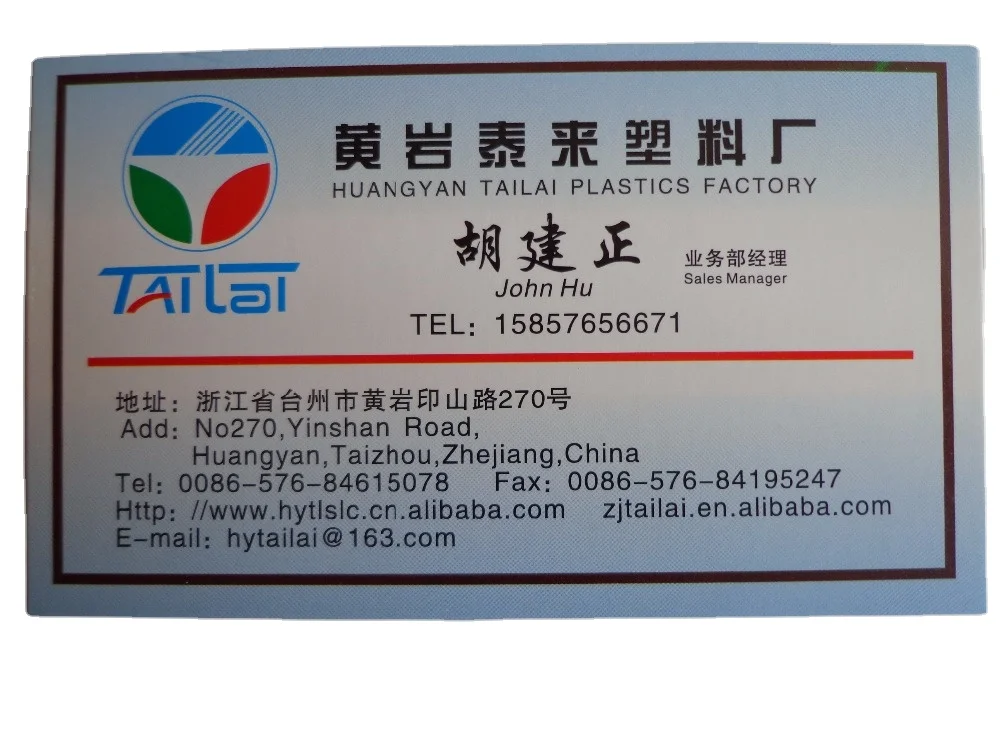 黄岩泰来塑料厂
HUANGYAN TAILAI PLASTICS FACTORY
TAILAI
胡建正 业务部经理
John Hu Sales Manager
TEL: 15857656671
地址: 浙江省台州市黄岩印山路270号
Add: No270,Yinshan Road,
Huangyan,Taizhou,Zhejiang,China
Tel: 0086-576-84615078 Fax: 0086-576-84195247
Http: //www.hytlslc.cn.alibaba.com zjtailai.en.alibaba.com
E-mail: hytailai@163.com